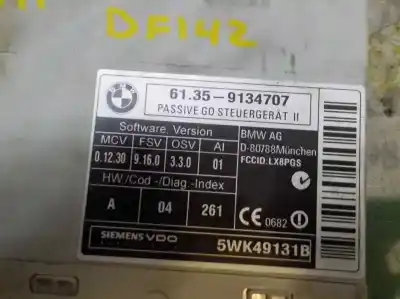 DF142
BMW
61.35-9134707
PASSIVE GO STEUERGERÄT II
Software Version
MCV FSV OSV AI
0.12.30 9.16.0 3.3.0 01
HW-/Cod-/Diag.-Index
A 04 261
BMW AG
D-80788München
FCCID:LX8PGS
CE 0682
SIEMENS VDO 5WK49131B